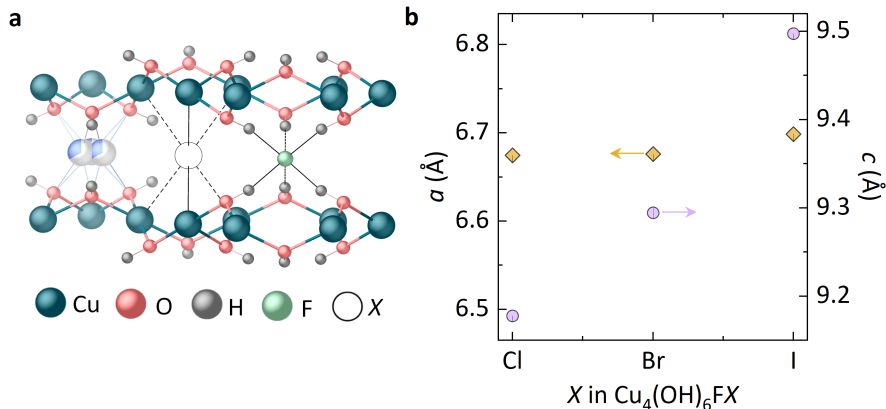 a
Cu O H F X
b
6.8
6.7
6.6
6.5
a (Å)
9.5
9.4
9.3
9.2
c (Å)
Cl Br I
X in Cu₄(OH)₆FX